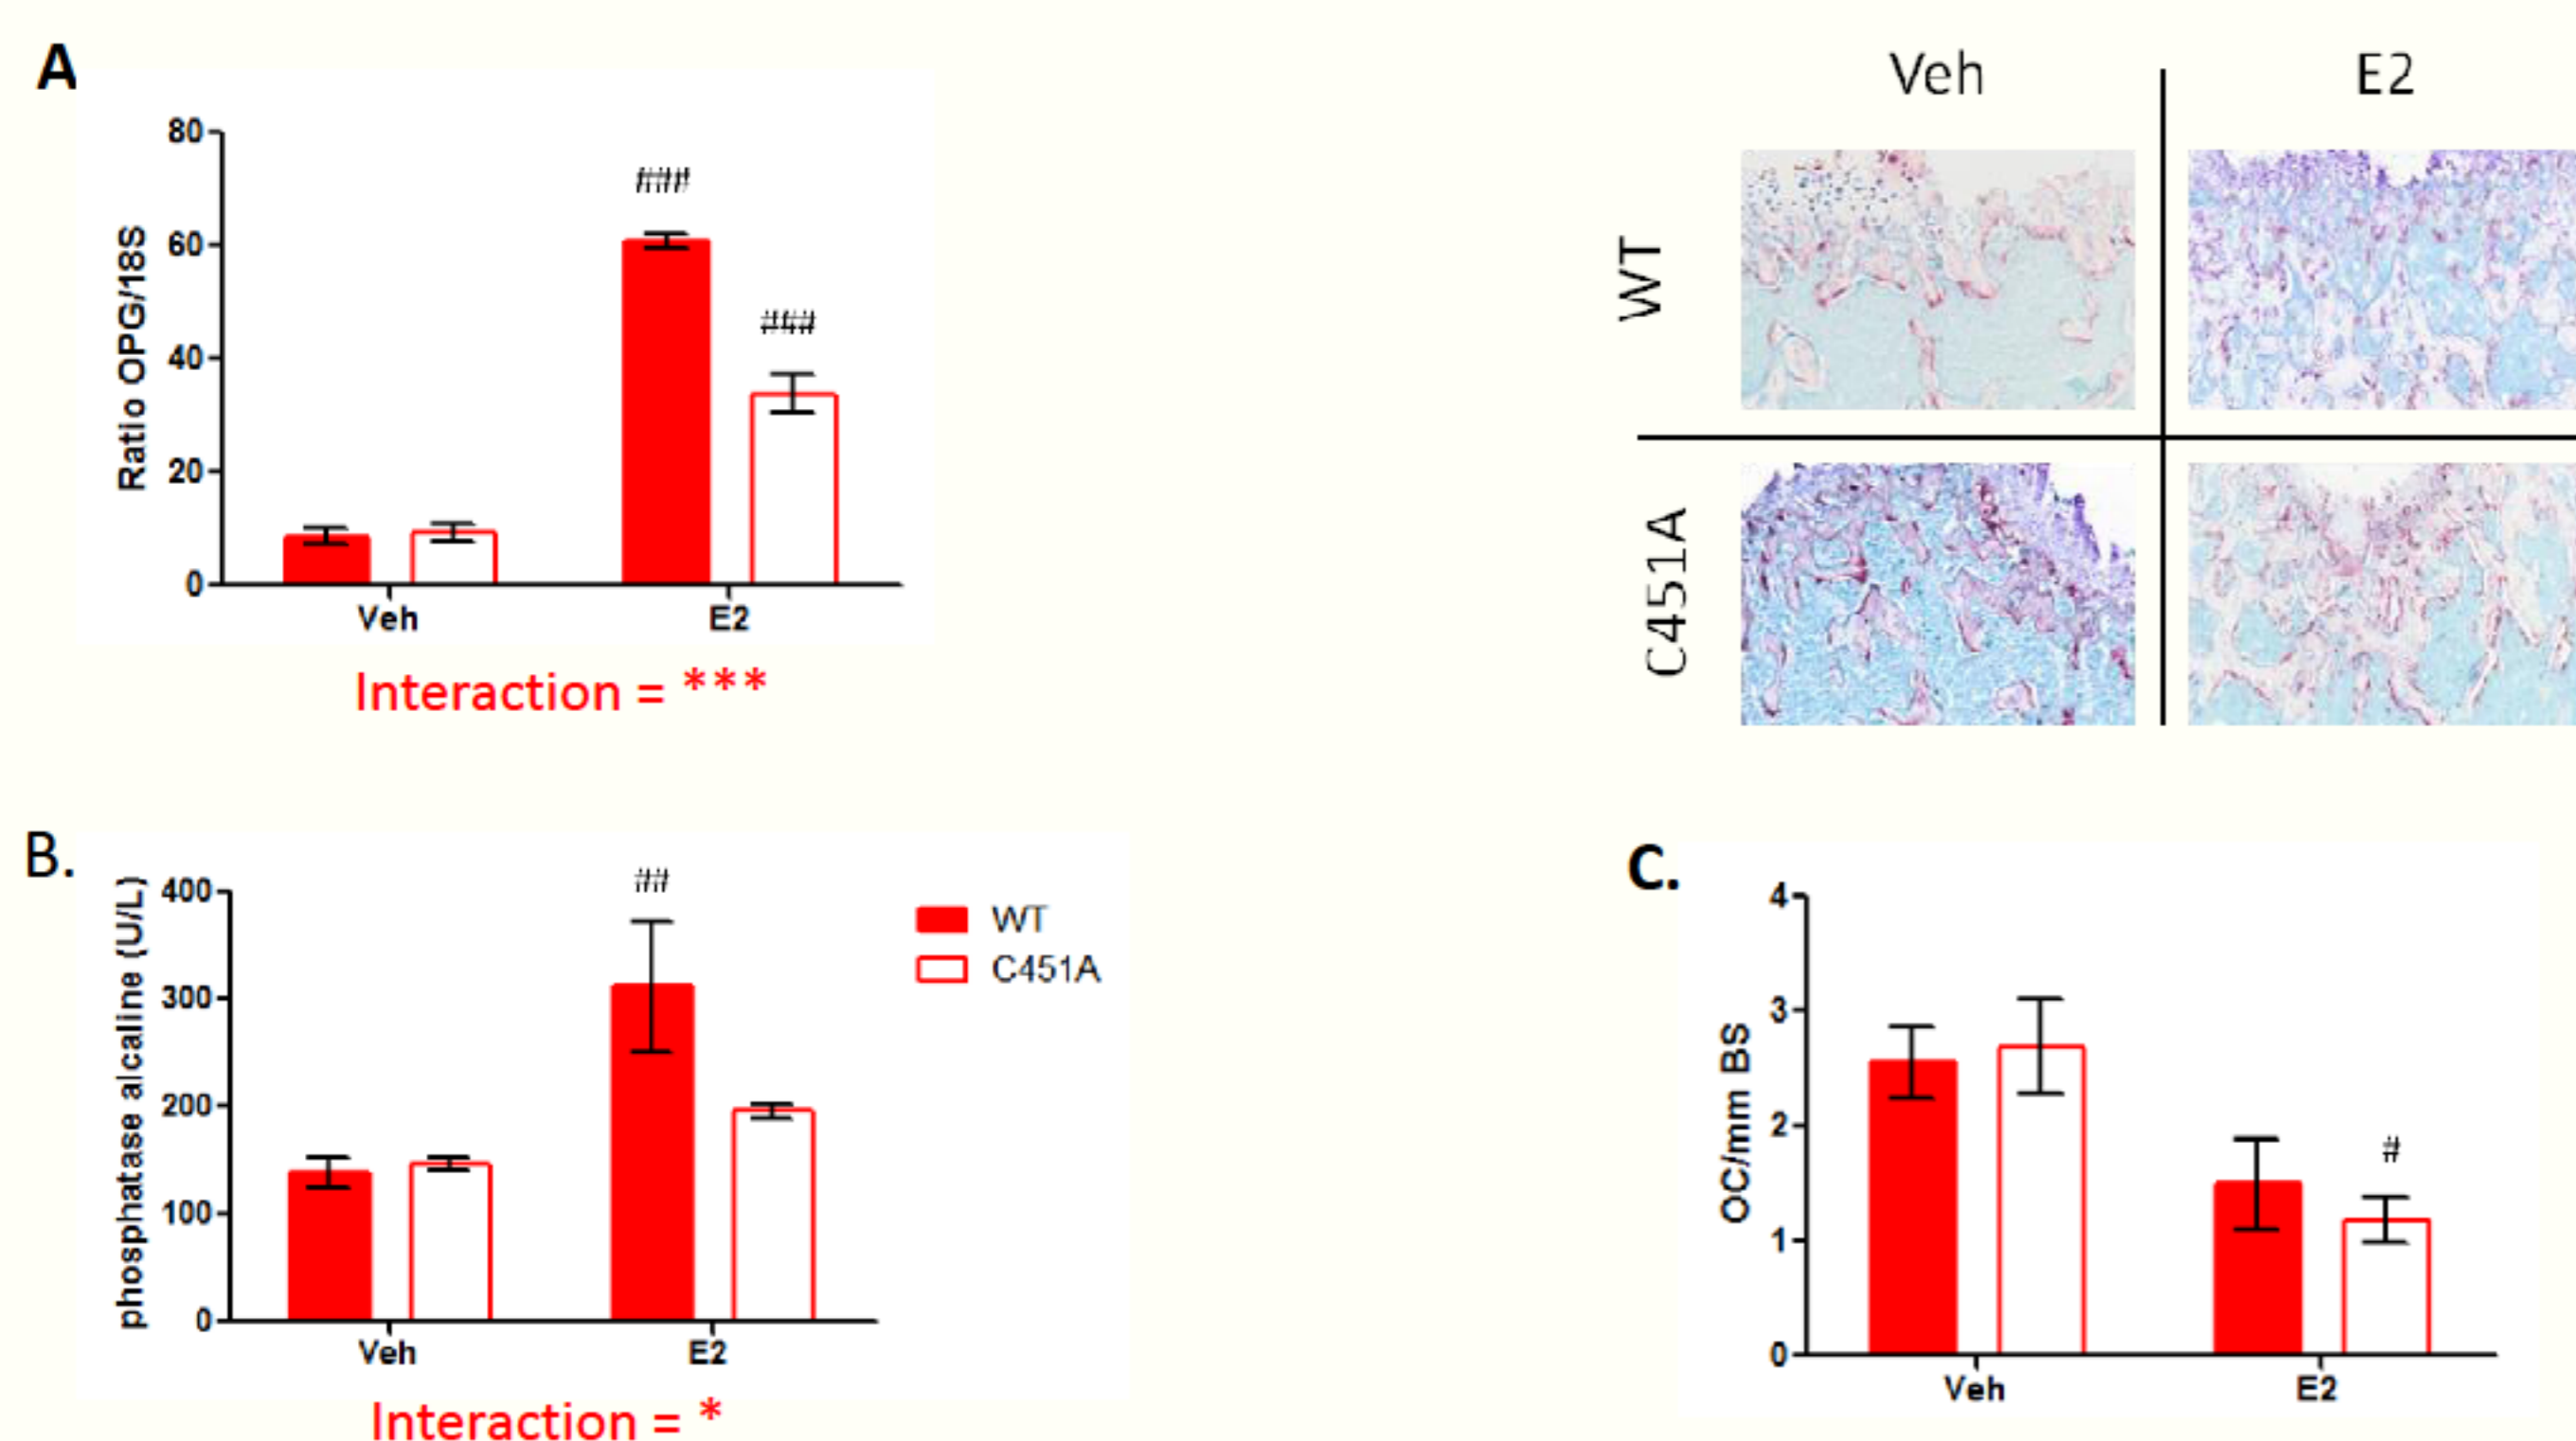 A
80
60
40
20
0
Ratio OPG/18S
###
###
Veh E2
Interaction = ***
Veh E2
WT
C451A
B.
400
300
200
100
0
phosphatase alcaline (U/L)
##
WT
C451A
Veh E2
Interaction = *
C.
4
3
2
1
0
OC/mm BS
#
Veh E2